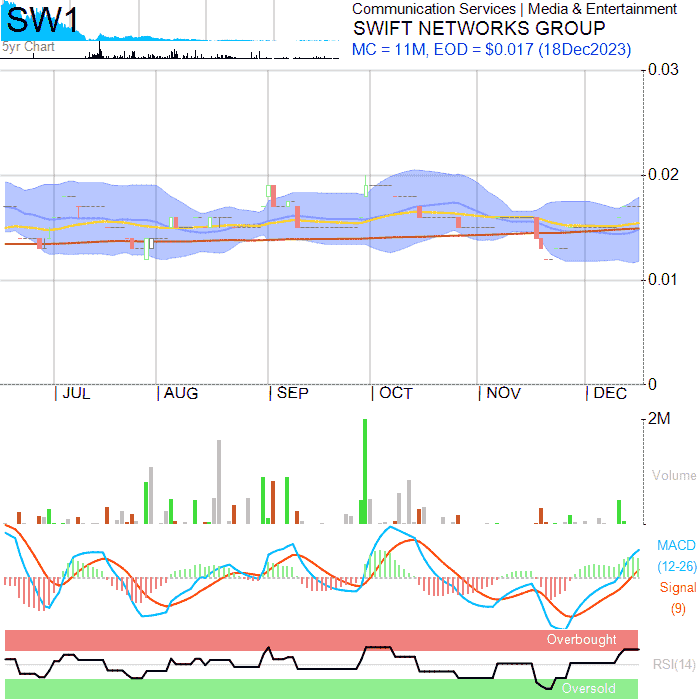 SW1
5yr Chart
Communication Services | Media & Entertainment
SWIFT NETWORKS GROUP
MC = 11M, EOD = $0.017 (18Dec2023)
0.03
0.02
0.01
0
JUL AUG SEP OCT NOV DEC
2M
Volume
MACD
(12-26)
Signal
(9)
Overbought
RSI(14)
Oversold